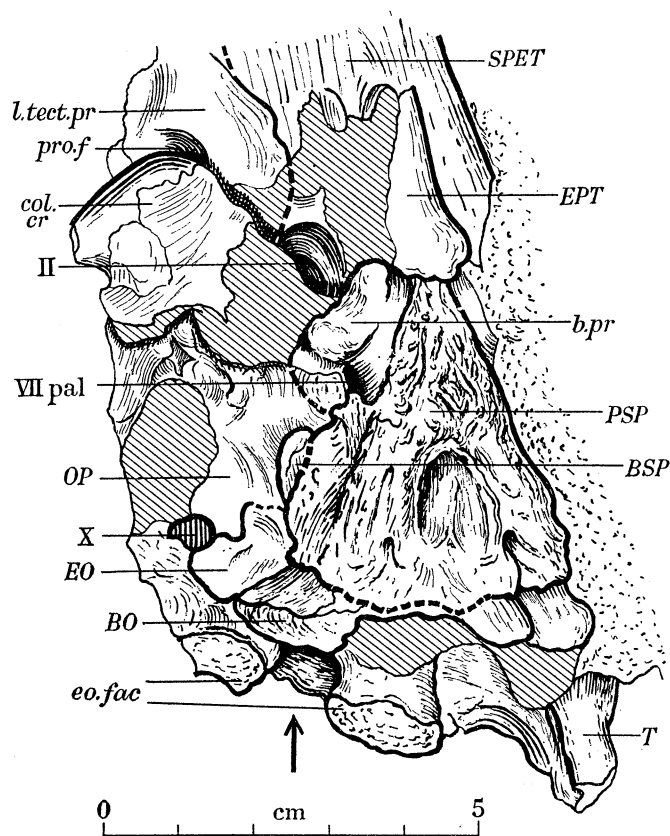 SPET
l.tect.pr
pro.f
col.
cr
EPT
II
b.pr
VII pal
PSP
BSP
OP
X
EO
BO
eo.fac
T
0 cm 5